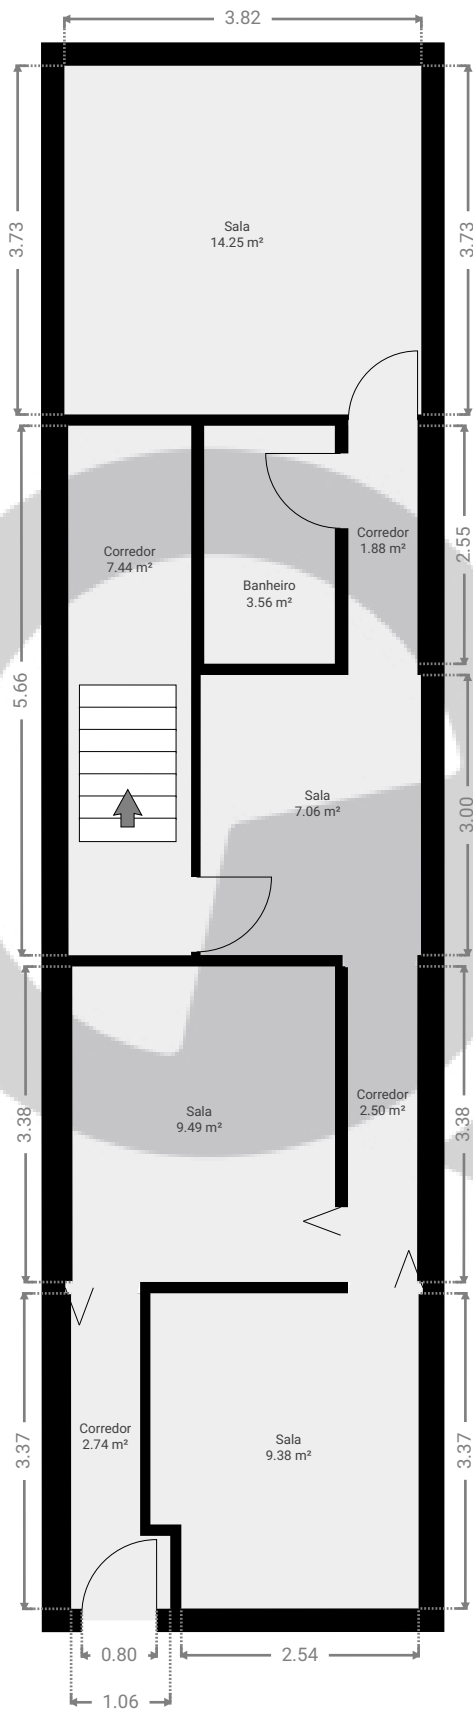 3.82
3.73
3.73
Sala
14.25 m²
Corredor
7.44 m²
Banheiro
3.56 m²
Corredor
1.88 m²
2.55
5.66
Sala
7.06 m²
3.00
Sala
9.49 m²
Corredor
2.50 m²
3.38
3.38
Corredor
2.74 m²
Sala
9.38 m²
3.37
3.37
0.80
2.54
1.06